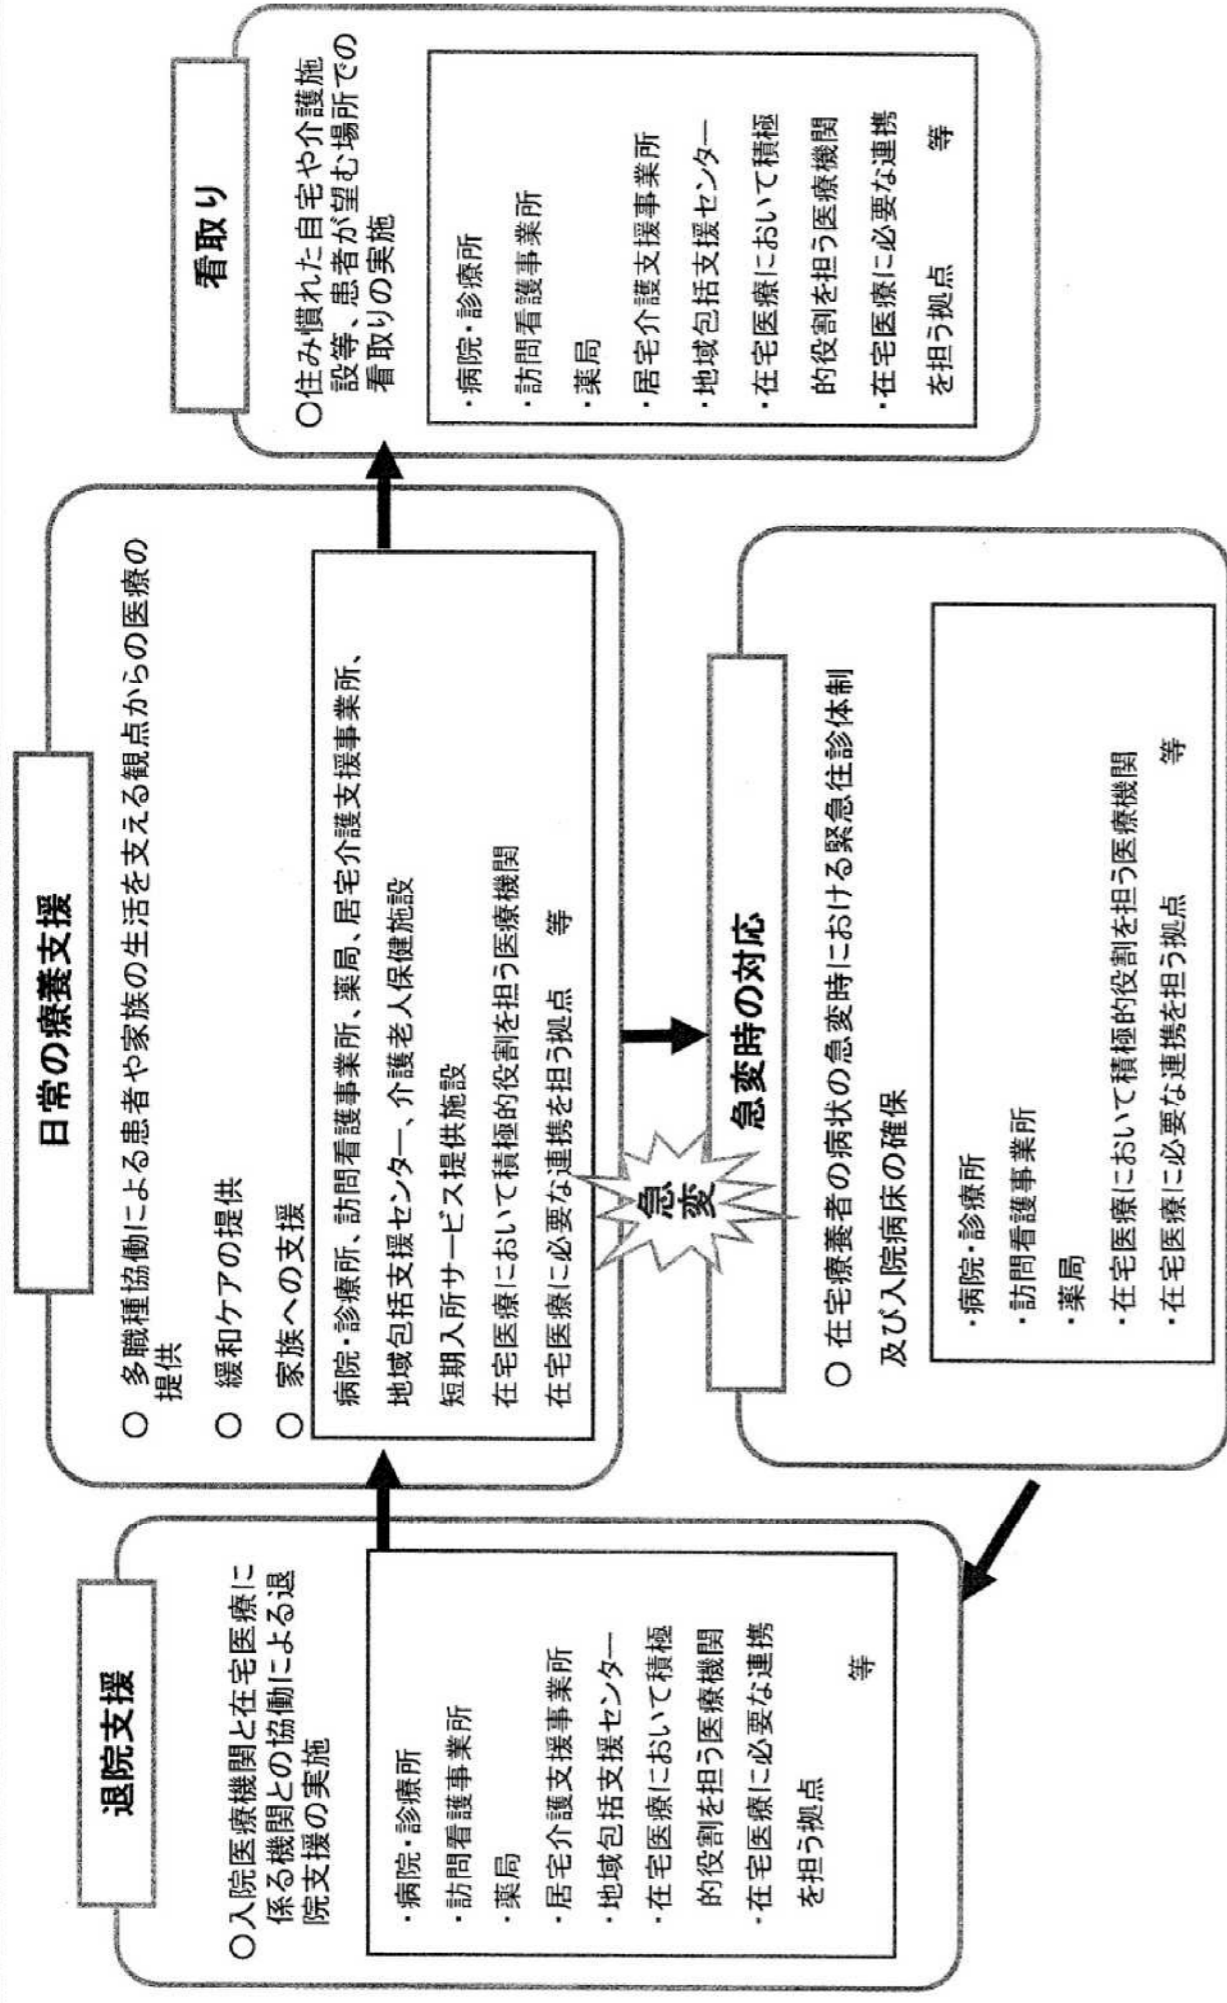 退院支援
○入院医療機関と在宅医療に
係る機関との協働による退
院支援の実施
・病院・診療所
・訪問看護事業所
・薬局
・居宅介護支援事業所
・地域包括支援センター
・在宅医療において積極
的役割を担う医療機関
・在宅医療に必要な連携
を担う拠点
等
日常の療養支援
○ 多職種協働による患者や家族の生活を支える観点からの医療の
提供
○ 緩和ケアの提供
○ 家族への支援
病院・診療所、訪問看護事業所、薬局、居宅介護支援事業所、
地域包括支援センター、介護老人保健施設
短期入所サービス提供施設
在宅医療において積極的役割を担う医療機関
在宅医療に必要な連携を担う拠点 等
急
変
急変時の対応
○ 在宅療養者の病状の急変時における緊急往診体制
及び入院病床の確保
・病院・診療所
・訪問看護事業所
・薬局
・在宅医療において積極的役割を担う医療機関
・在宅医療に必要な連携を担う拠点 等
看取り
○住み慣れた自宅や介護施
設等、患者が望む場所での
看取りの実施
・病院・診療所
・訪問看護事業所
・薬局
・居宅介護支援事業所
・地域包括支援センター
・在宅医療において積極
的役割を担う医療機関
・在宅医療に必要な連携
を担う拠点 等